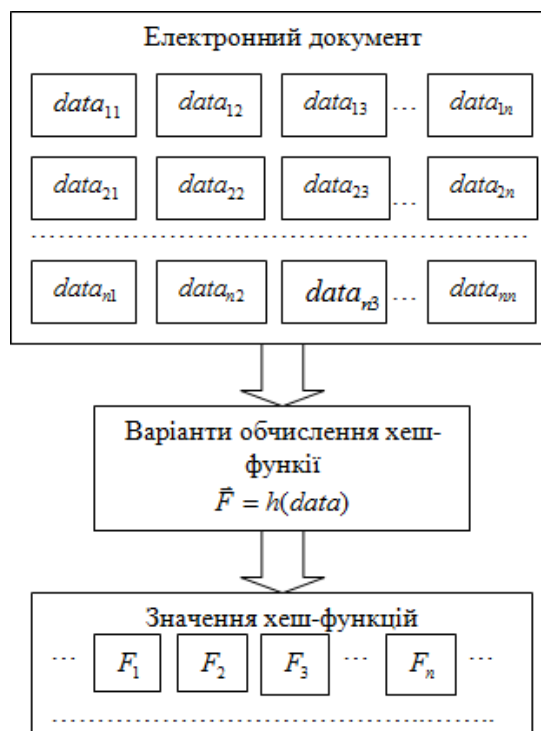 Електронний документ
data₁₁ data₁₂ data₁₃ ... data₁ₙ
data₂₁ data₂₂ data₂₃ ... data₂ₙ
dataₙ₁ dataₙ₂ dataₙ₃ ... dataₙₙ
Варіанти обчислення хеш-
функії
F⃗ = h(data)
Значення хеш-функцій
... F₁ F₂ F₃ ... Fₙ ...